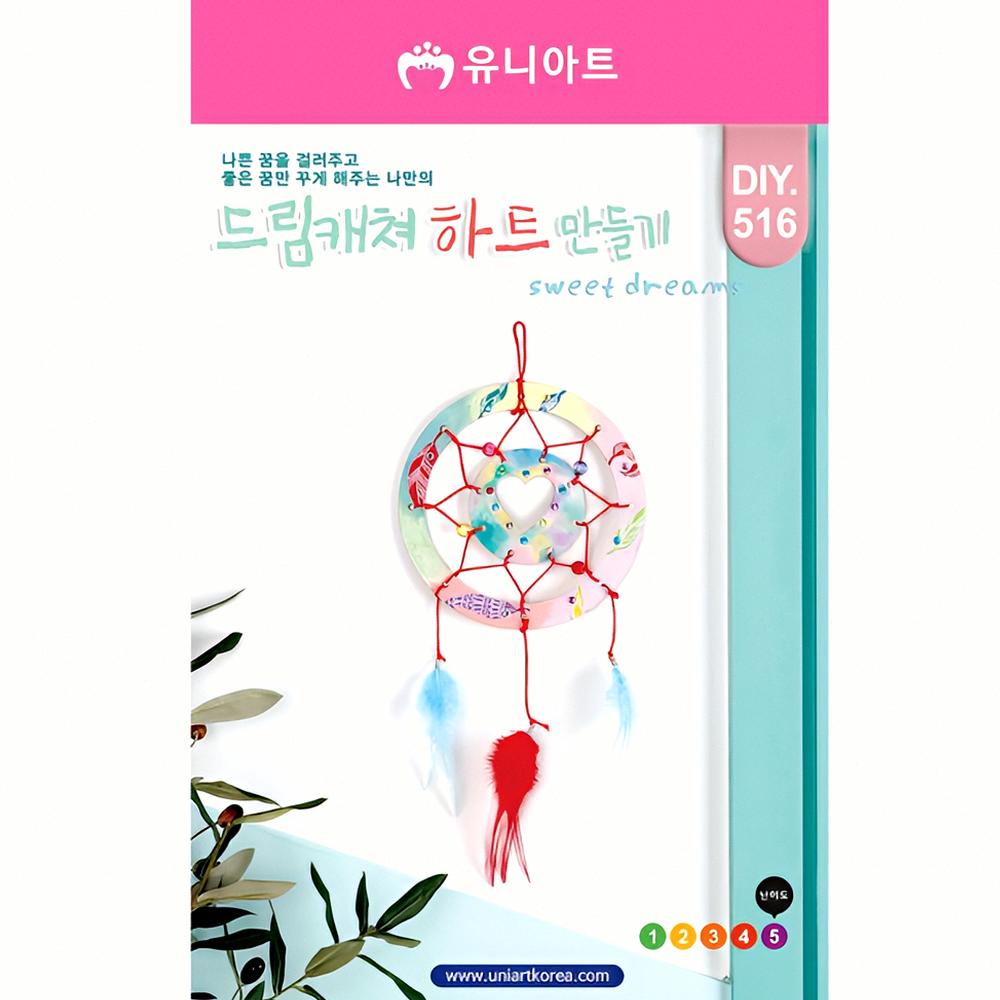 유니아트
나쁜 꿈을 걸러주고
좋은 꿈만 꾸게 해주는 나만의
DIY.
516
드림캐쳐 하트 만들기
sweet dreams
난이도
1 2 3 4 5
www.uniartkorea.com